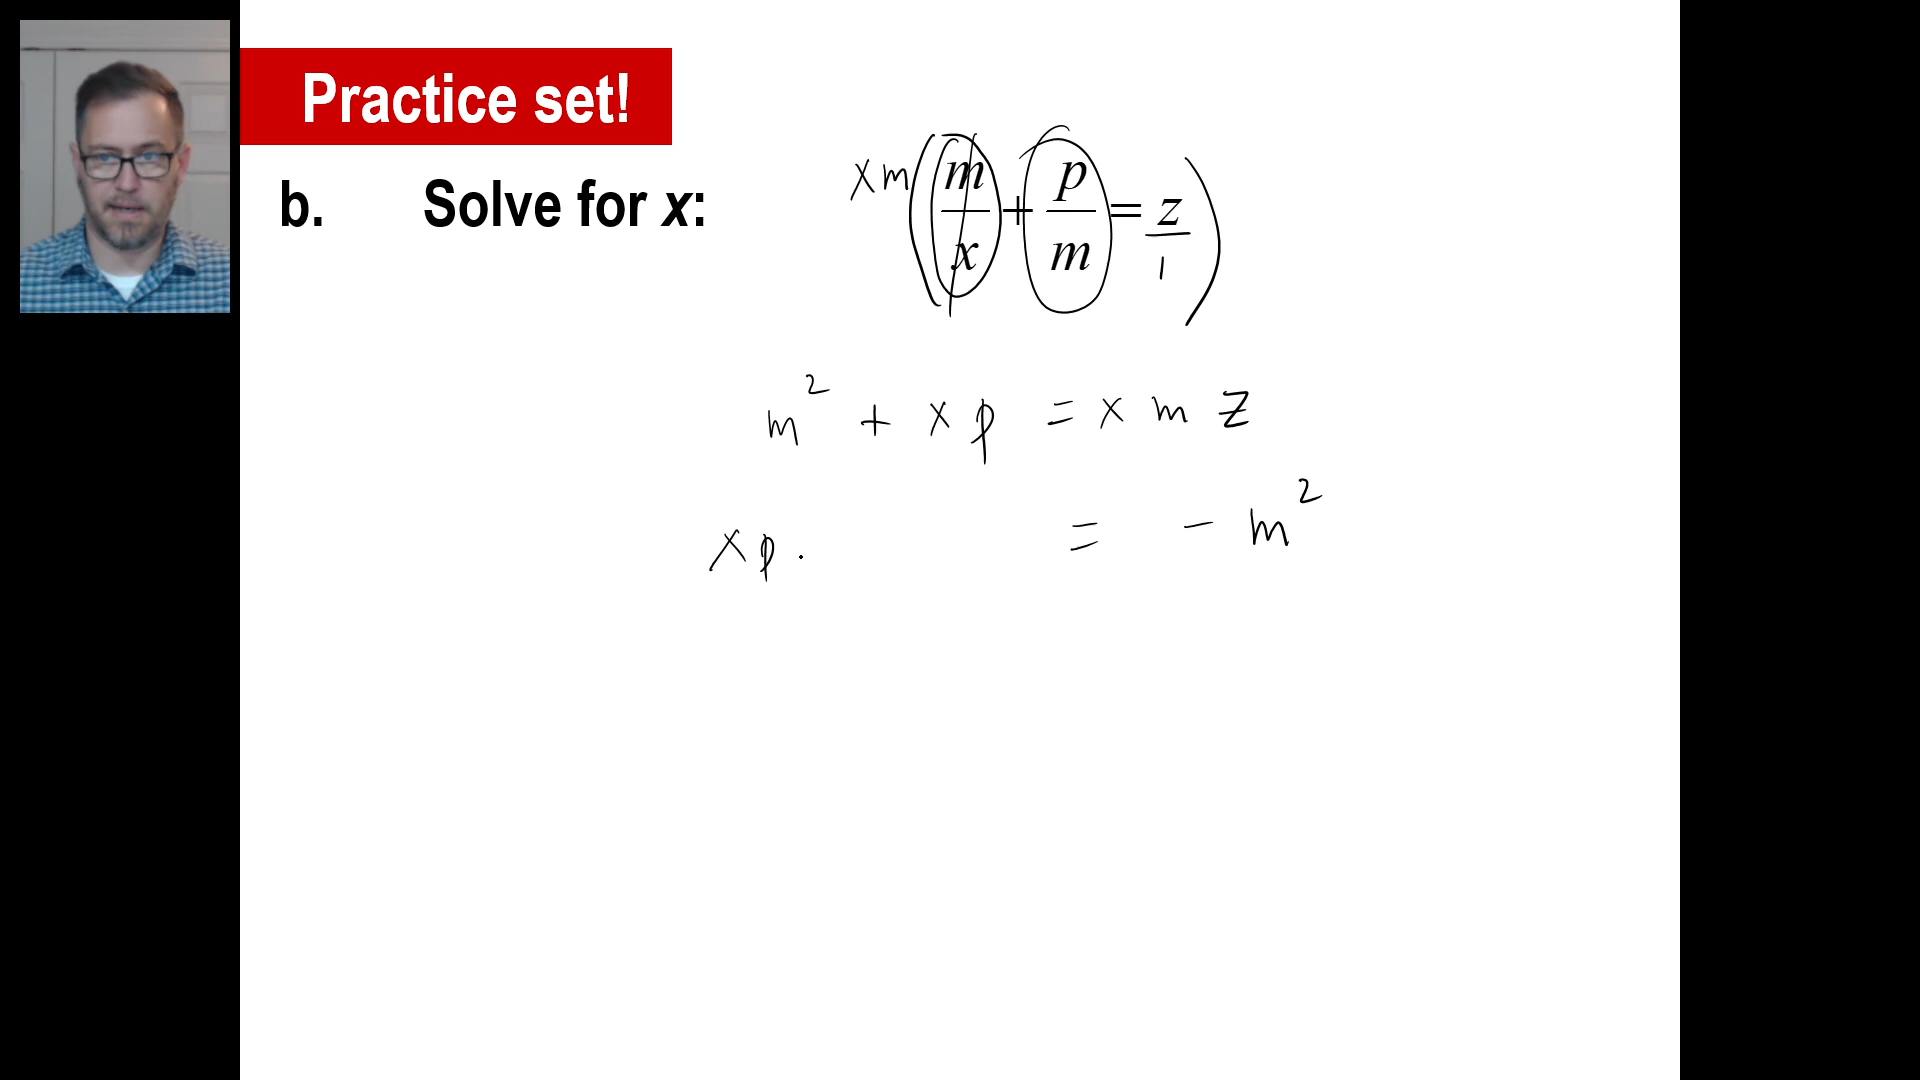 Practice set!
b. Solve for x:
xm(m/x + p/m = z/1)
m² + xp = xmz
xp. = - m²